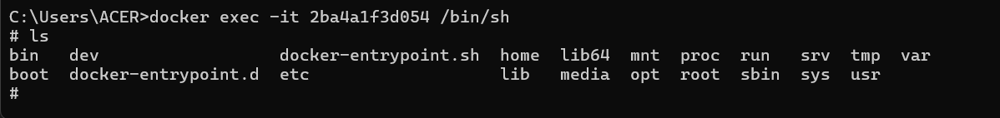 C:\Users\ACER>docker exec -it 2ba4a1f3d054 /bin/sh
# ls
bin   dev                  docker-entrypoint.sh  home  lib64  mnt  proc  run   srv  tmp  var
boot  docker-entrypoint.d  etc                   lib   media  opt  root  sbin  sys  usr
#